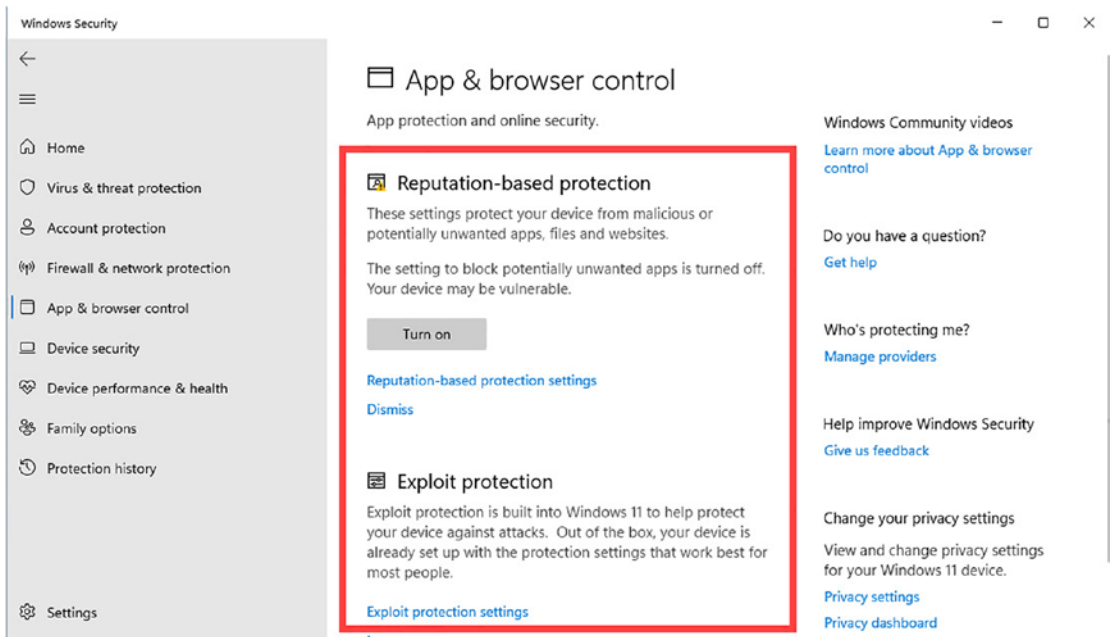 Windows Security
Home
Virus & threat protection
Account protection
Firewall & network protection
App & browser control
Device security
Device performance & health
Family options
Protection history
Settings
App & browser control
App protection and online security.
Reputation-based protection
These settings protect your device from malicious or
potentially unwanted apps, files and websites.
The setting to block potentially unwanted apps is turned off.
Your device may be vulnerable.
Turn on
Reputation-based protection settings
Dismiss
Exploit protection
Exploit protection is built into Windows 11 to help protect
your device against attacks.  Out of the box, your device is
already set up with the protection settings that work best for
most people.
Exploit protection settings
Windows Community videos
Learn more about App & browser
control
Do you have a question?
Get help
Who's protecting me?
Manage providers
Help improve Windows Security
Give us feedback
Change your privacy settings
View and change privacy settings
for your Windows 11 device.
Privacy settings
Privacy dashboard